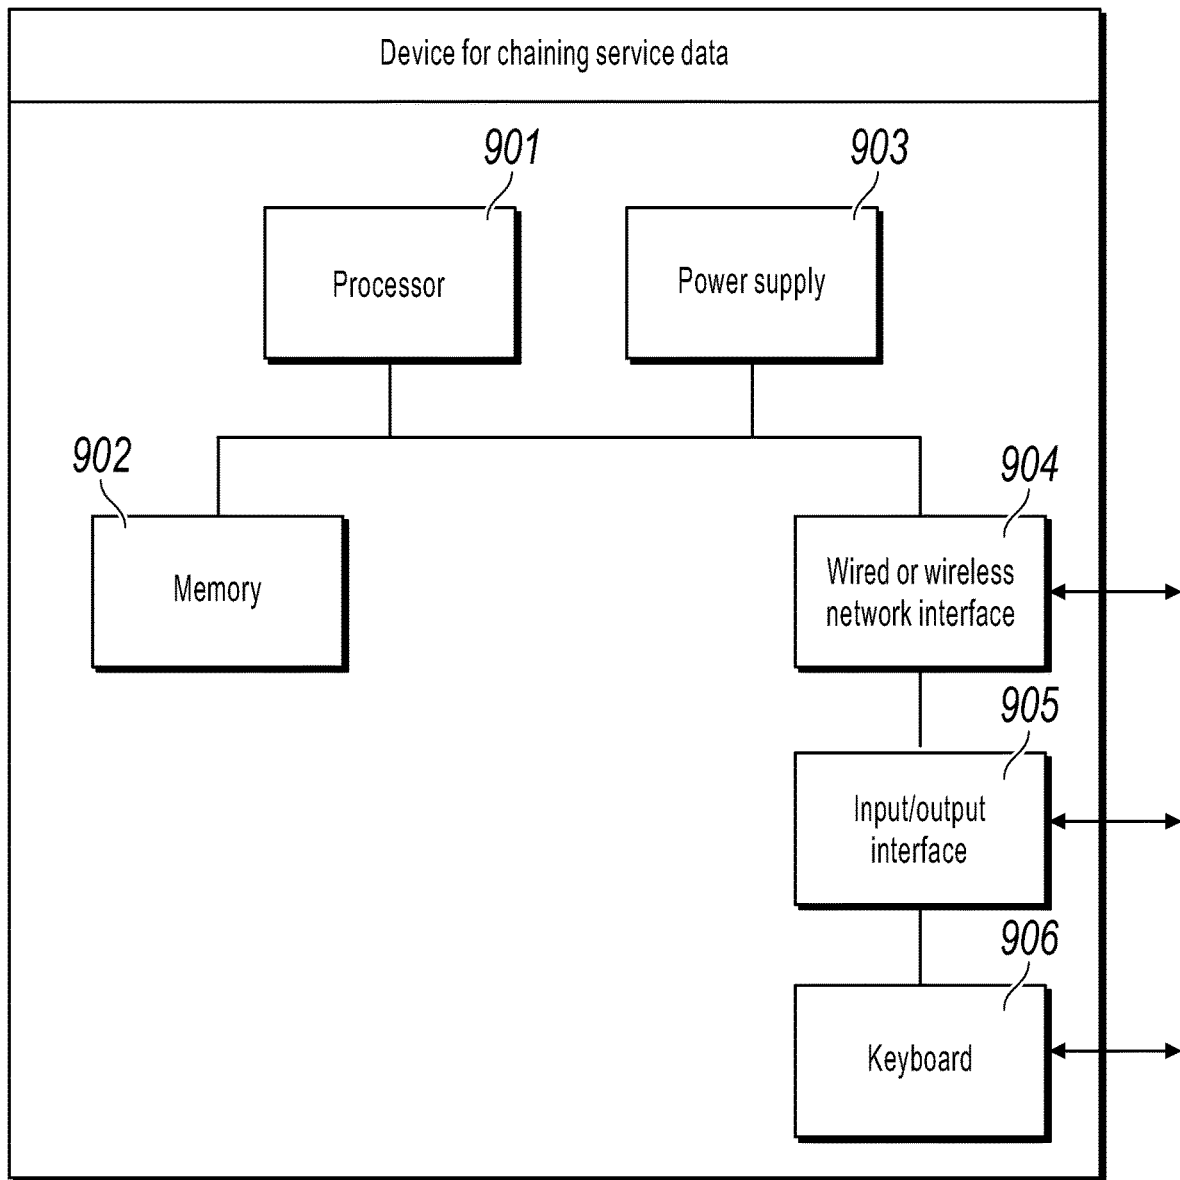 Device for chaining service data
901
903
Processor
Power supply
902
904
Memory
Wired or wireless
network interface
905
Input/output
interface
906
Keyboard